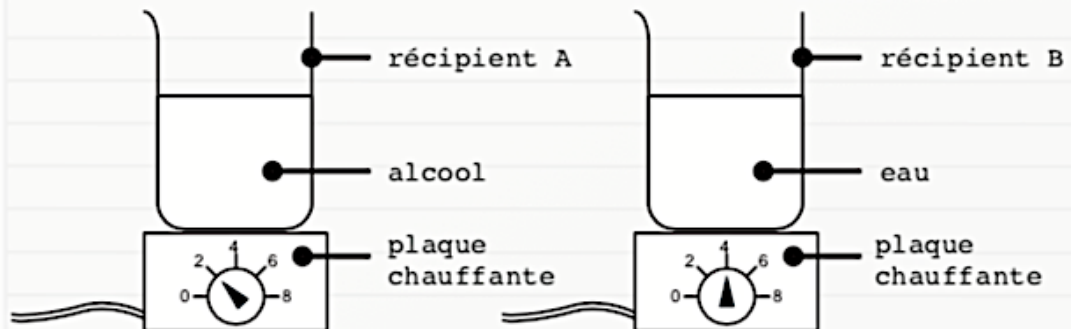 récipient A
alcool
plaque
chauffante
0 2 4 6 8
récipient B
eau
plaque
chauffante
0 2 4 6 8